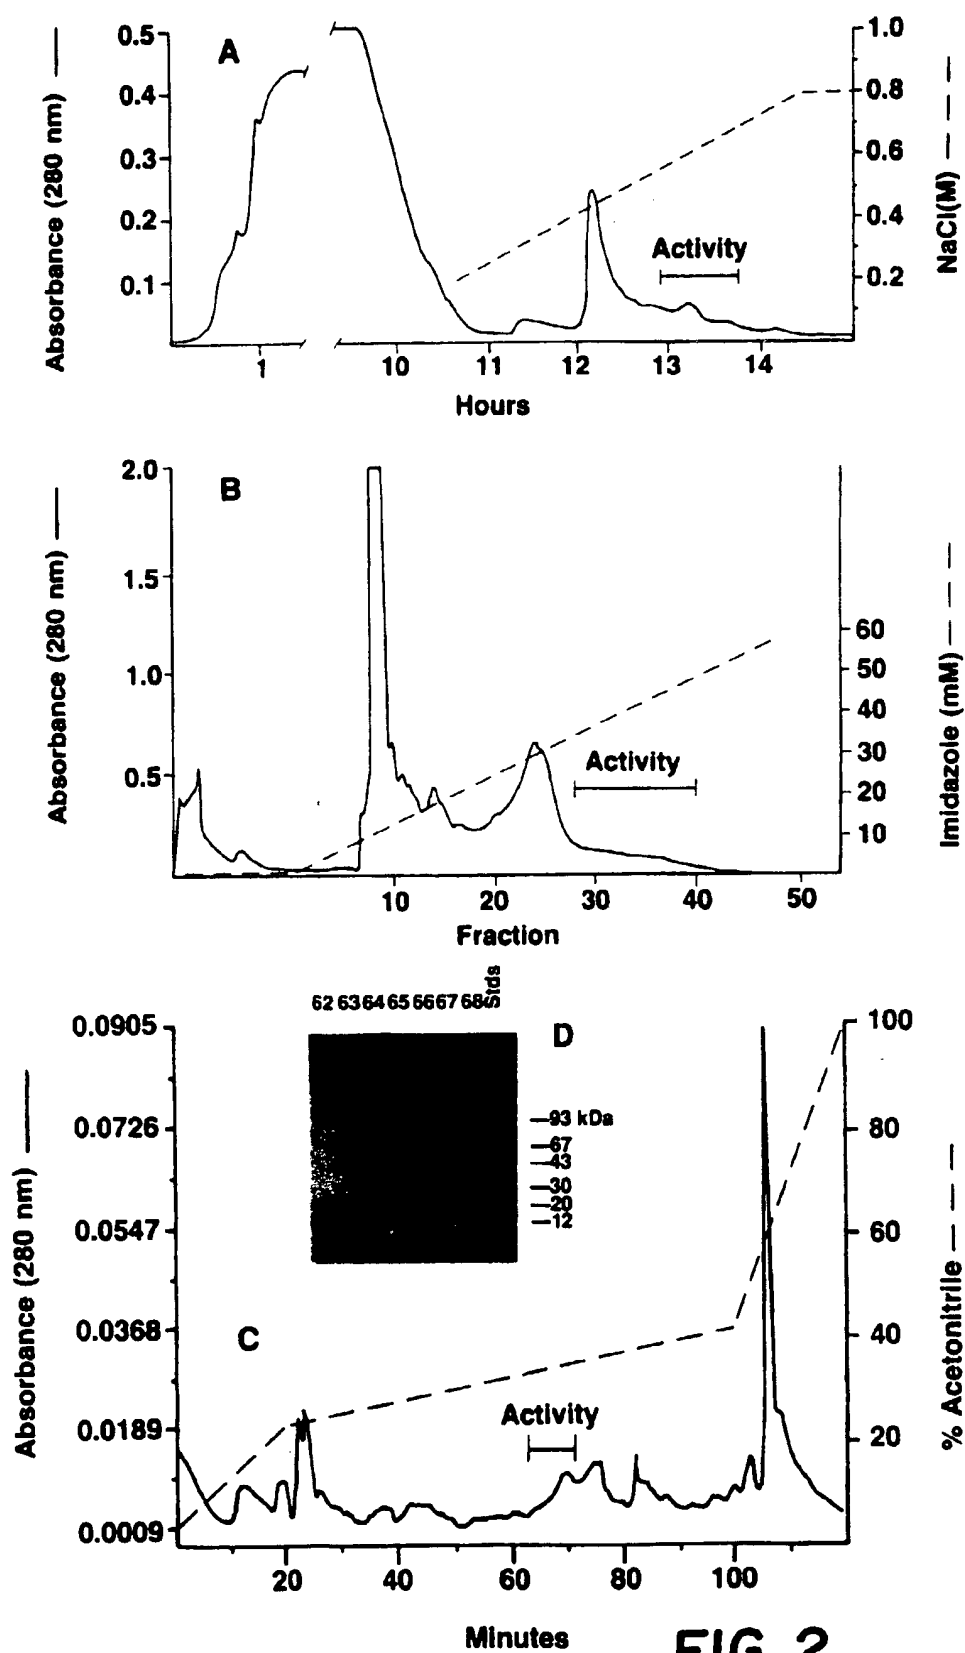 A
Absorbance (280 nm)
0.5
0.4
0.3
0.2
0.1
1.0
0.8
0.6
0.4
0.2
NaCl(M)
Activity
1
10
11
12
13
14
Hours
B
Absorbance (280 nm)
2.0
1.5
1.0
0.5
60
50
40
30
20
10
Imidazole (mM)
Activity
10
20
30
40
50
Fraction
62 63 64 65 66 67 68 Stds
D
93 kDa
67
43
30
20
12
C
Absorbance (280 nm)
0.0905
0.0726
0.0547
0.0368
0.0189
0.0009
100
80
60
40
20
% Acetonitrile
Activity
20
40
60
80
100
Minutes
FIG. 2